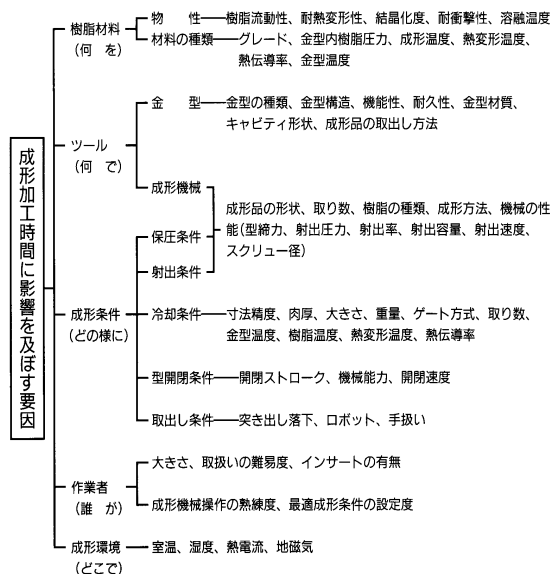 成形加工時間に影響を及ぼす要因
樹脂材料
(何 を)
物 性
樹脂流動性、耐熱変形性、結晶化度、耐衝撃性、溶融温度
材料の種類
グレード、金型内樹脂圧力、成形温度、熱変形温度、
熱伝導率、金型温度
ツール
(何 で)
金 型
金型の種類、金型構造、機能性、耐久性、金型材質、
キャビティ形状、成形品の取出し方法
成形機械
成形品の形状、取り数、樹脂の種類、成形方法、機械の性
能(型締力、射出圧力、射出率、射出容量、射出速度、
スクリュー径)
成形条件
(どの様に)
保圧条件
射出条件
冷却条件
寸法精度、肉厚、大きさ、重量、ゲート方式、取り数、
金型温度、樹脂温度、熱変形温度、熱伝導率
型開閉条件
開閉ストローク、機械能力、開閉速度
取出し条件
突き出し落下、ロボット、手扱い
作業者
(誰 が)
大きさ、取扱いの難易度、インサートの有無
成形機械操作の熟練度、最適成形条件の設定度
成形環境
(どこで)
室温、湿度、熱電流、地磁気